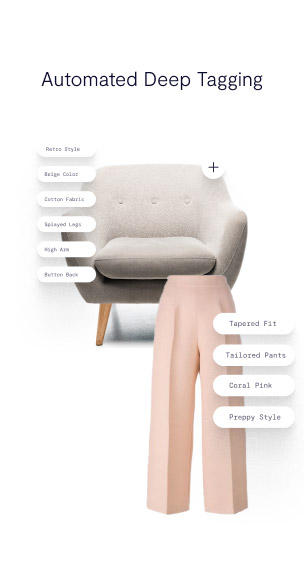 Automated Deep Tagging
Retro Style
Beige Color
Cotton Fabric
Splayed Legs
High Arm
Button Back
Tapered Fit
Tailored Pants
Coral Pink
Preppy Style